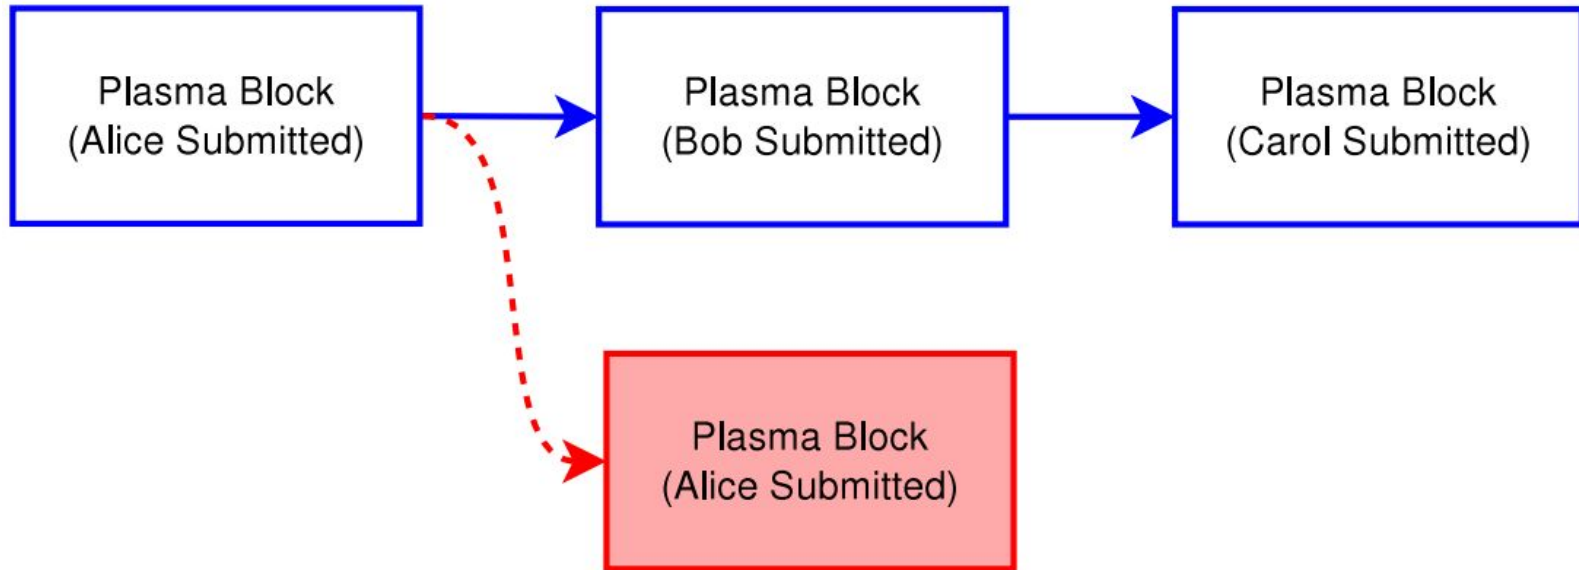 Plasma Block
(Alice Submitted)
Plasma Block
(Bob Submitted)
Plasma Block
(Carol Submitted)
Plasma Block
(Alice Submitted)